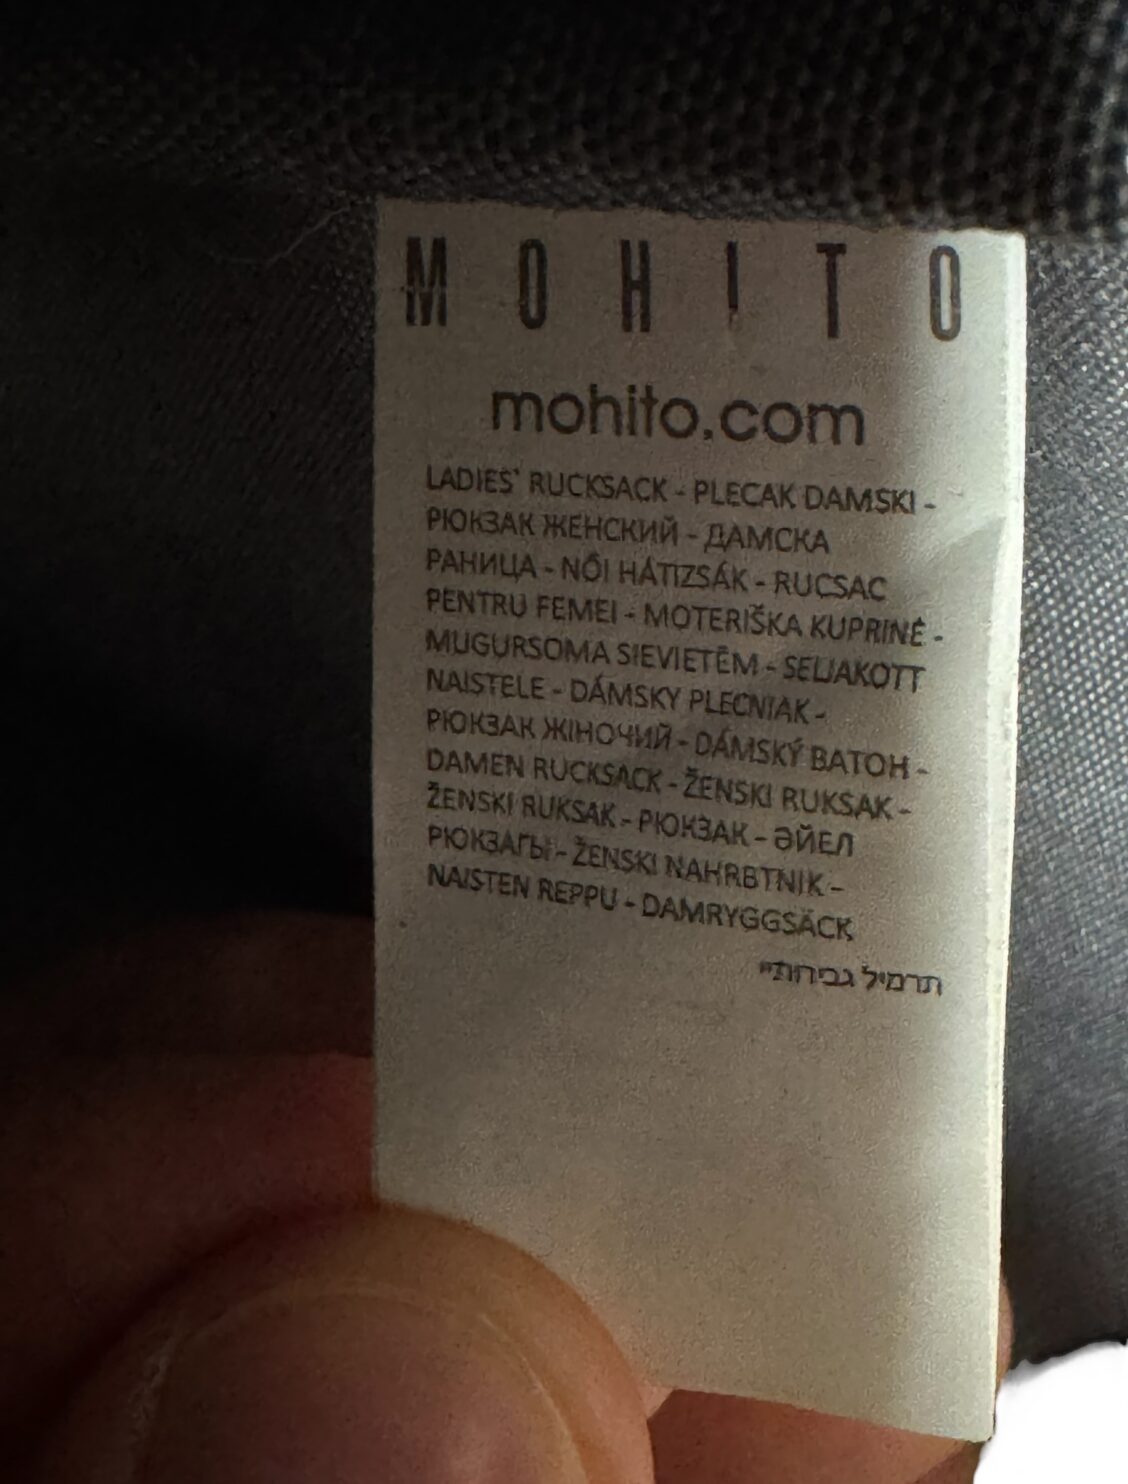 MOHITO
mohito.com
LADIES' RUCKSACK - PLECAK DAMSKI -
РЮКЗАК ЖЕНСКИЙ - ДАМСКА
РАНИЦА - NŐI HÁTIZSÁK - RUCSAC
PENTRU FEMEI - MOTERIŠKA KUPRINĖ -
MUGURSOMA SIEVIETĒM - SELJAKOTT
NAISTELE - DÁMSKY PLECNIAK -
РЮКЗАК ЖІНОЧИЙ - DÁMSKÝ BATOH -
DAMEN RUCKSACK - ŽENSKI RUKSAK -
ŽENSKI RUKSAK - РЮКЗАК - ӘЙЕЛ
РЮКЗАГЫ - ŽENSKI NAHRBTNIK -
NAISTEN REPPU - DAMRYGGSÄCK
תרמיל גבירות"